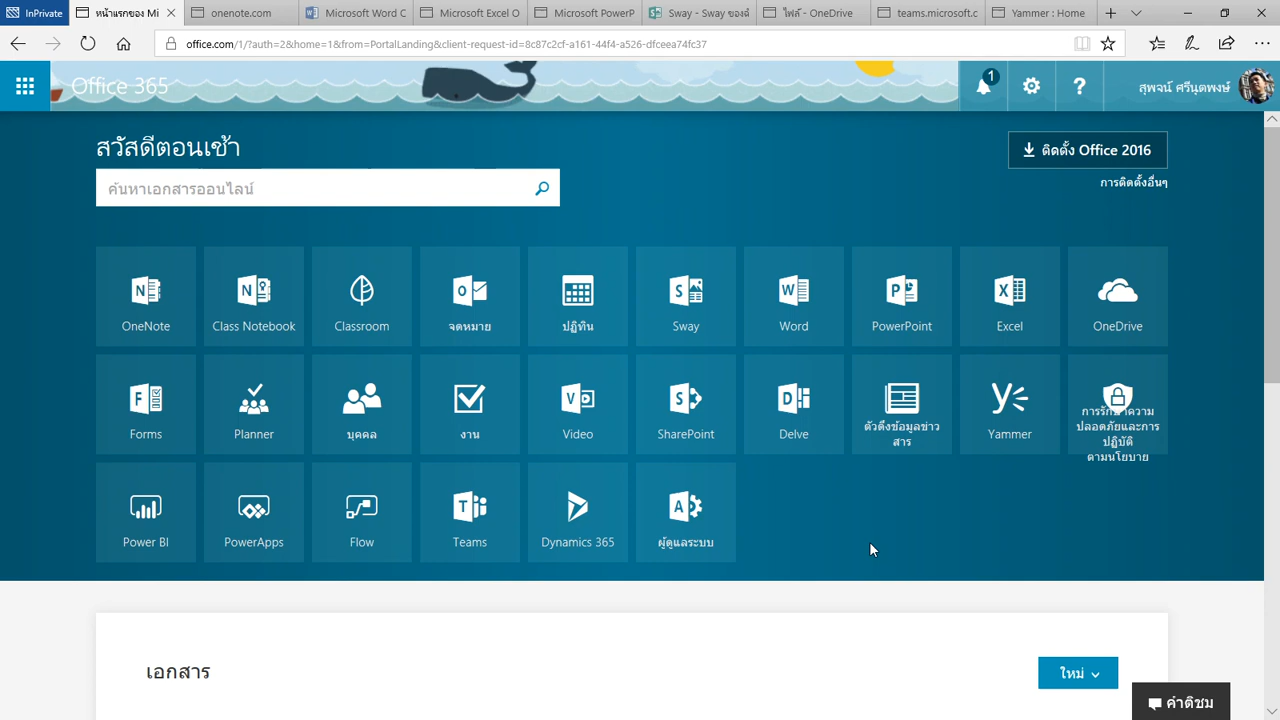 InPrivate
หน้าแรกของ Mi
onenote.com
Microsoft Word C
Microsoft Excel O
Microsoft PowerP
Sway - Sway ของฉั
ไฟล์ - OneDrive
teams.microsoft.c
Yammer : Home
office.com/1/?auth=2&home=1&from=PortalLanding&client-request-id=8c87c2cf-a161-44f4-a526-dfceea74fc37
Office 365
1
?
สุพจน์ ศรีนุตพงษ์
สวัสดีตอนเช้า
ติดตั้ง Office 2016
ค้นหาเอกสารออนไลน์
การติดตั้งอื่นๆ
OneNote
Class Notebook
Classroom
จดหมาย
ปฏิทิน
Sway
Word
PowerPoint
Excel
OneDrive
Forms
Planner
บุคคล
งาน
Video
SharePoint
Delve
ตัวดึงข้อมูลข่าว
สาร
Yammer
การรักษาความ
ปลอดภัยและการ
ปฏิบัติ
ตามนโยบาย
Power BI
PowerApps
Flow
Teams
Dynamics 365
ผู้ดูแลระบบ
เอกสาร
ใหม่
คำติชม